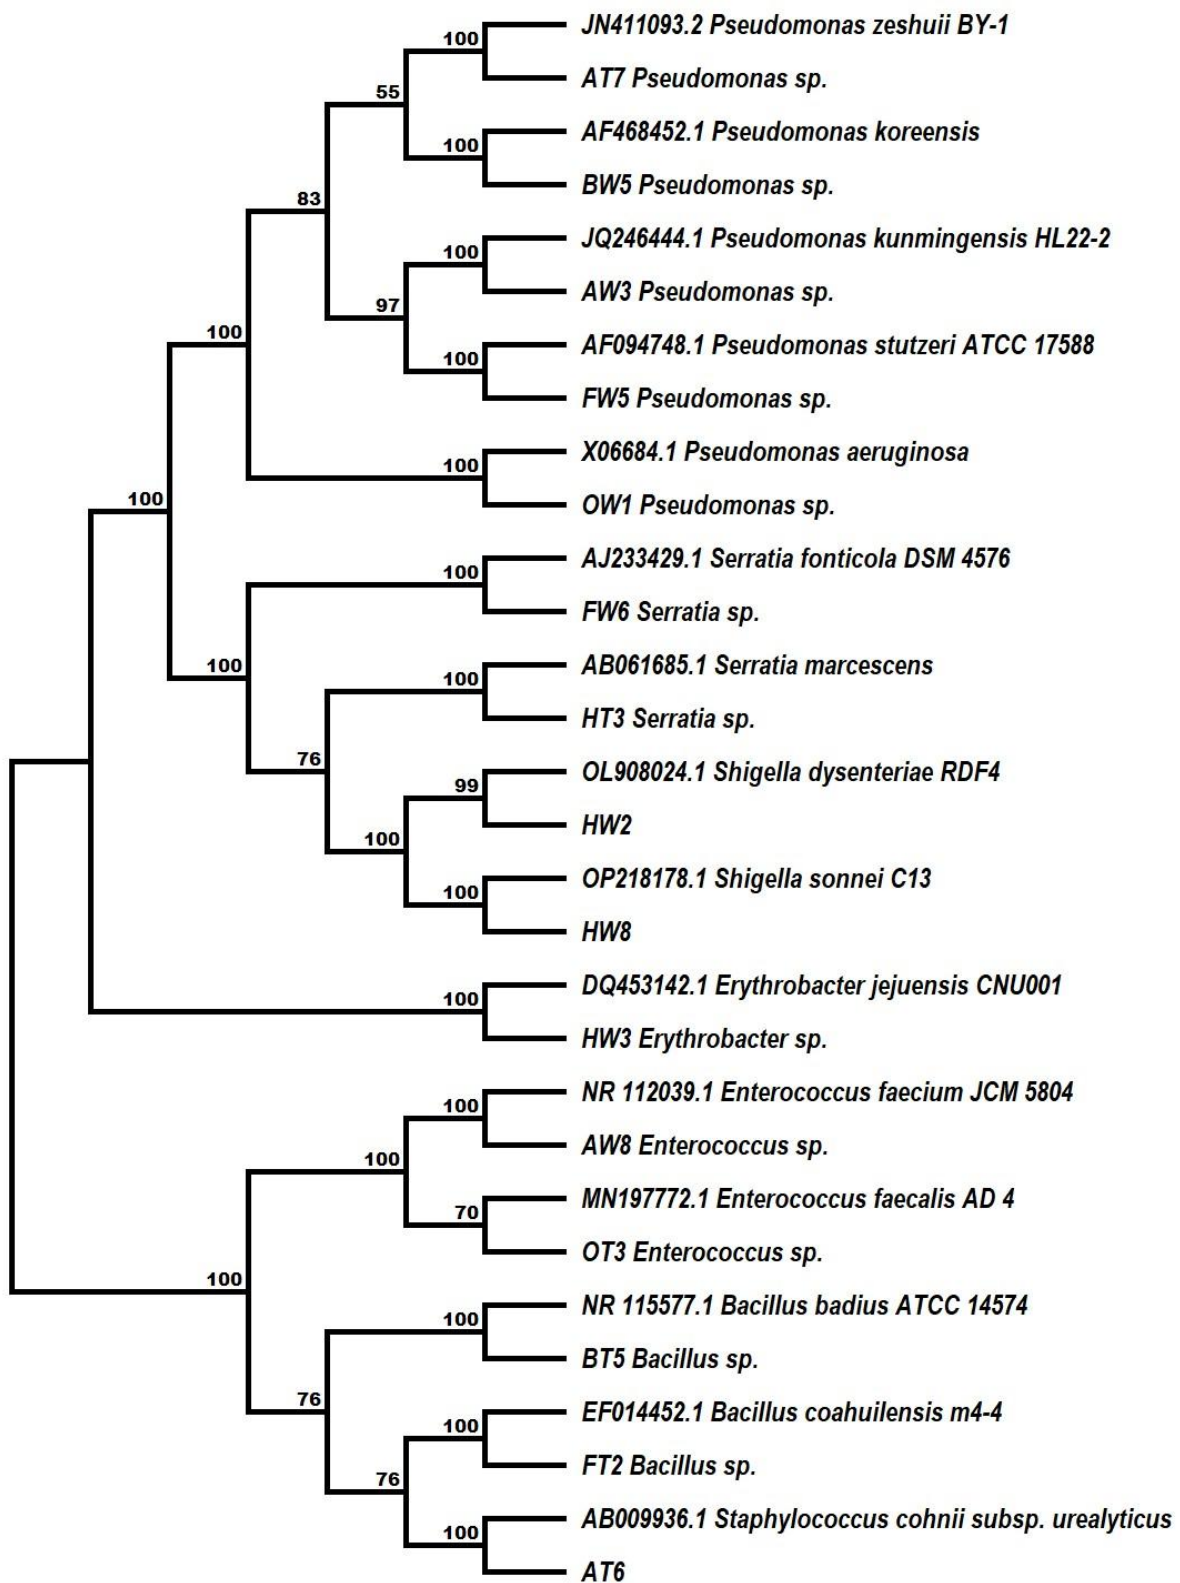 JN411093.2 Pseudomonas zeshuii BY-1
100
AT7 Pseudomonas sp.
55
AF468452.1 Pseudomonas koreensis
100
BW5 Pseudomonas sp.
83
JQ246444.1 Pseudomonas kunmingensis HL22-2
100
AW3 Pseudomonas sp.
97
AF094748.1 Pseudomonas stutzeri ATCC 17588
100
100
FW5 Pseudomonas sp.
X06684.1 Pseudomonas aeruginosa
100
OW1 Pseudomonas sp.
100
AJ233429.1 Serratia fonticola DSM 4576
100
FW6 Serratia sp.
100
AB061685.1 Serratia marcescens
100
HT3 Serratia sp.
76
OL908024.1 Shigella dysenteriae RDF4
99
HW2
100
OP218178.1 Shigella sonnei C13
100
HW8
DQ453142.1 Erythrobacter jejuensis CNU001
100
HW3 Erythrobacter sp.
NR 112039.1 Enterococcus faecium JCM 5804
100
AW8 Enterococcus sp.
100
MN197772.1 Enterococcus faecalis AD 4
70
OT3 Enterococcus sp.
100
NR 115577.1 Bacillus badius ATCC 14574
100
BT5 Bacillus sp.
76
EF014452.1 Bacillus coahuilensis m4-4
100
FT2 Bacillus sp.
76
AB009936.1 Staphylococcus cohnii subsp. urealyticus
100
AT6